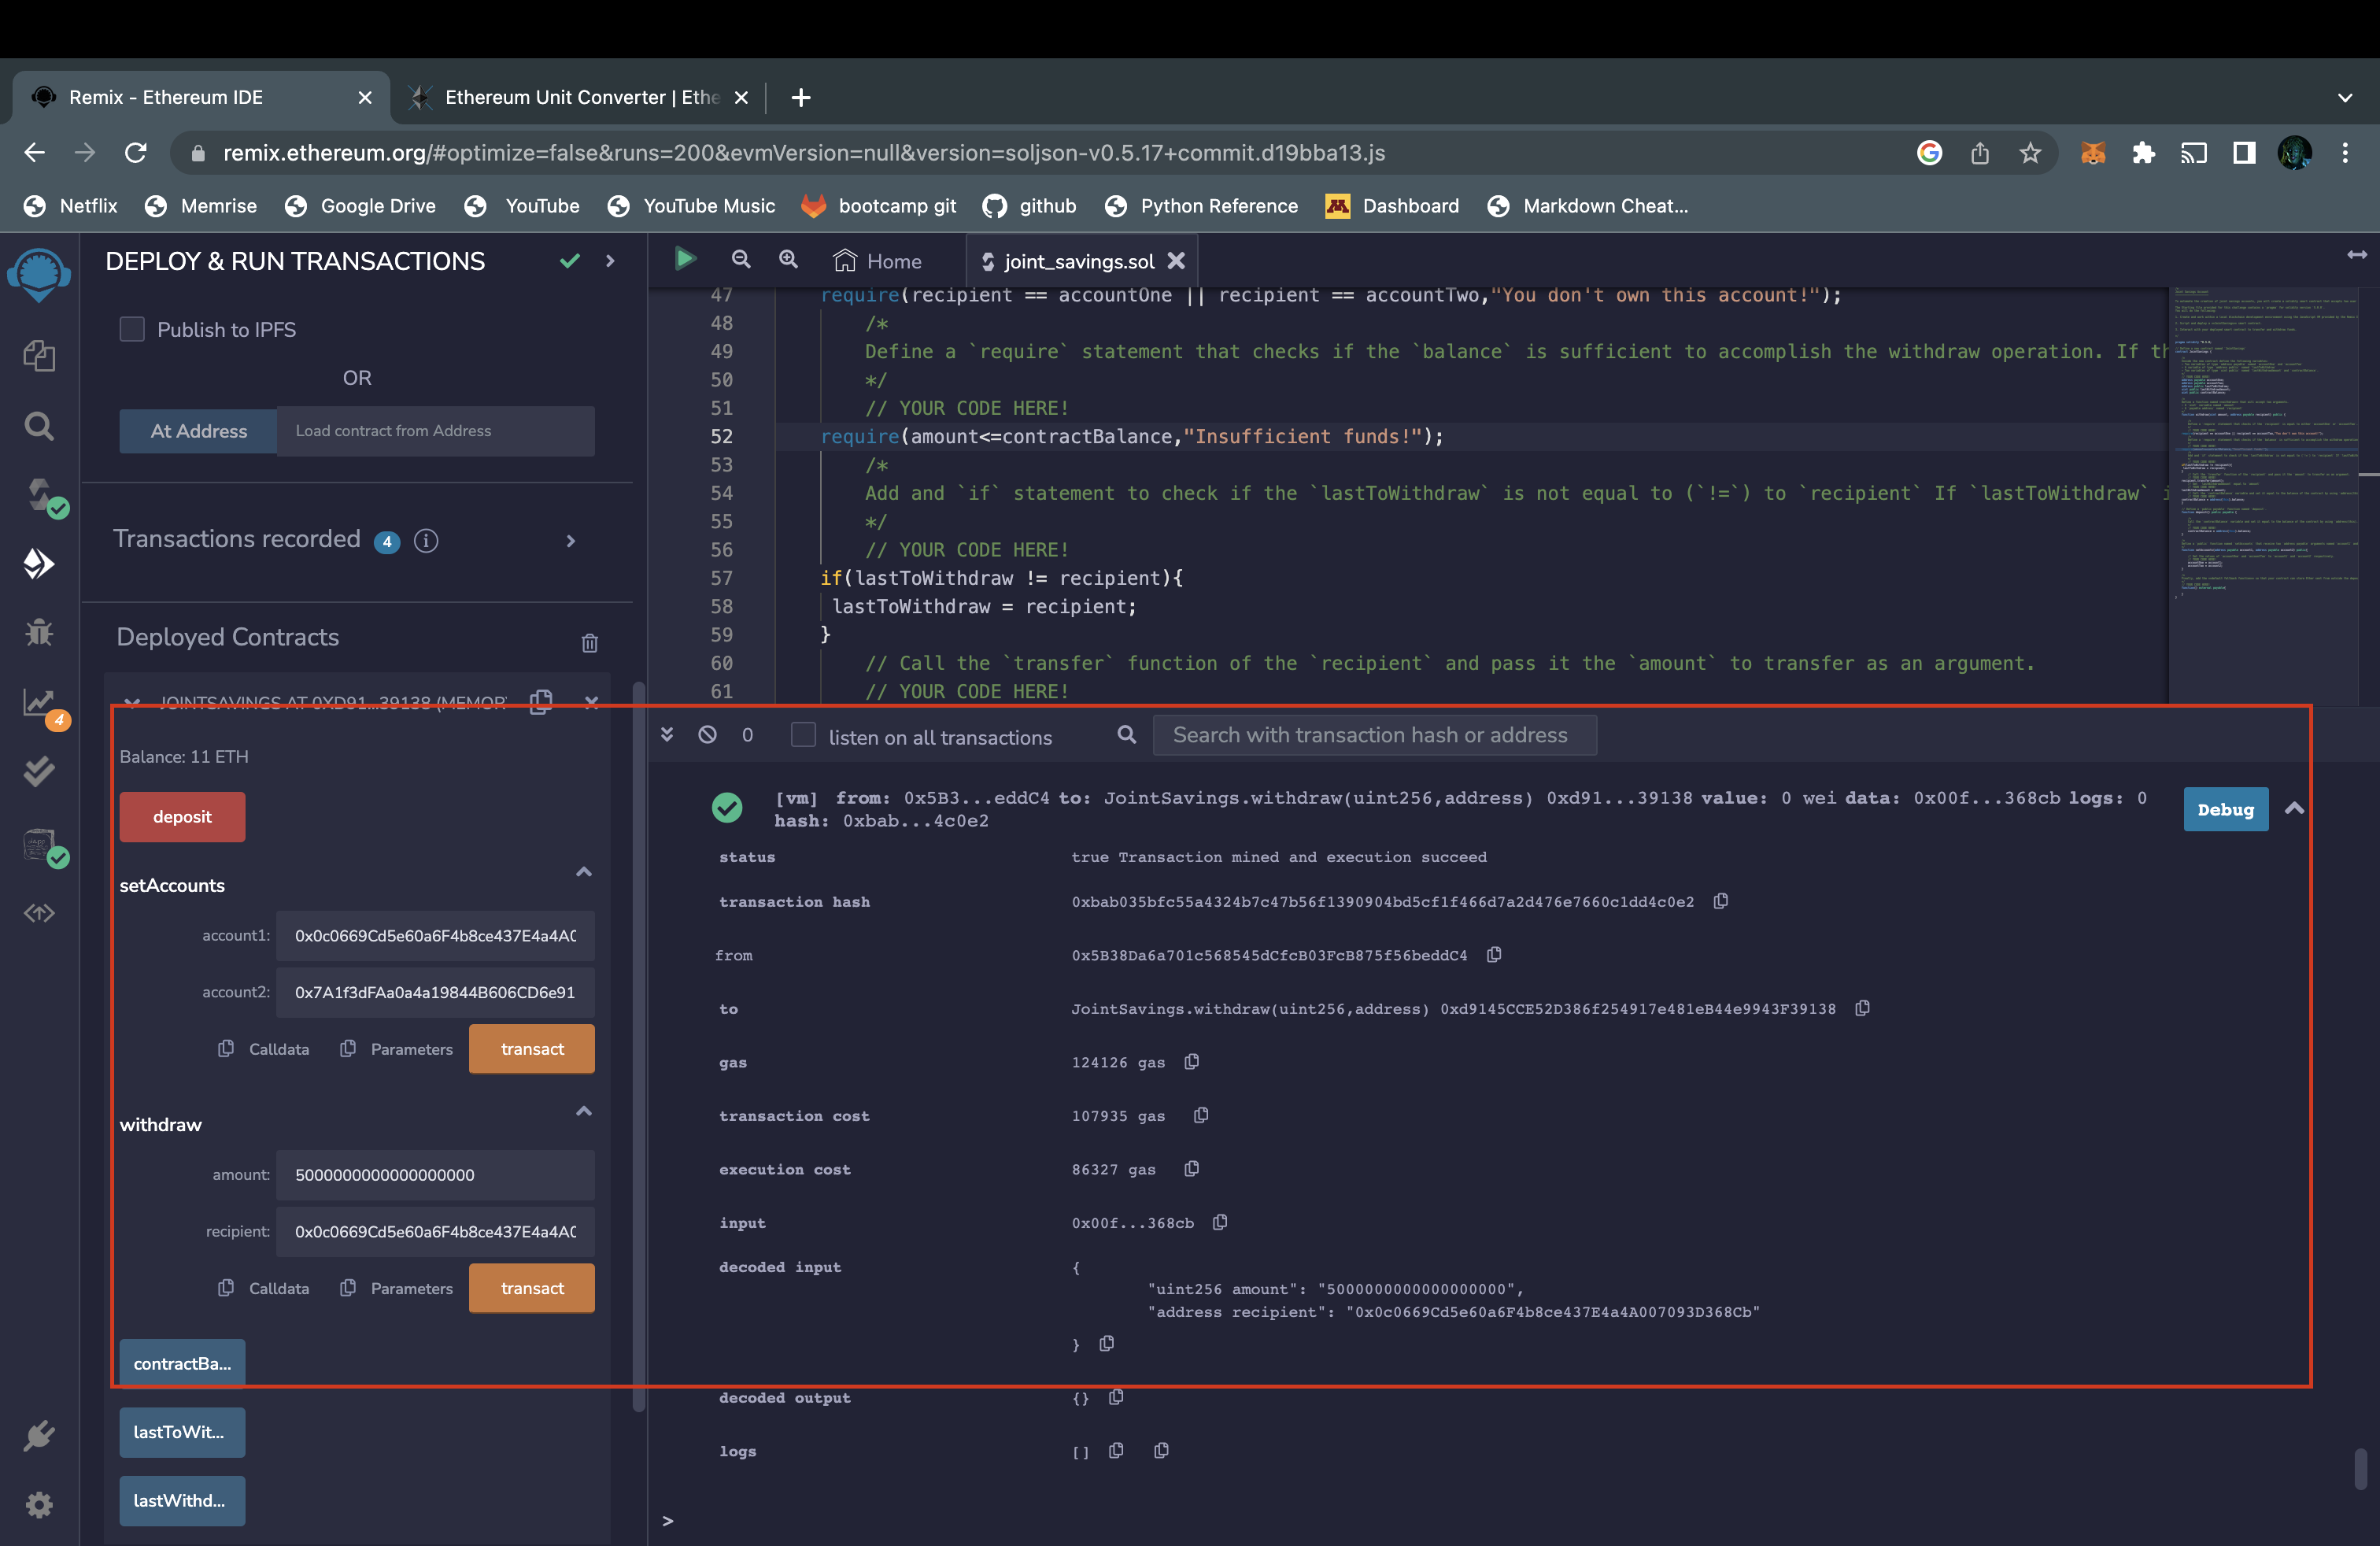 Remix - Ethereum IDE
Ethereum Unit Converter | Ethe
remix.ethereum.org/#optimize=false&runs=200&evmVersion=null&version=soljson-v0.5.17+commit.d19bba13.js
Netflix Memrise Google Drive YouTube YouTube Music bootcamp git github Python Reference Dashboard Markdown Cheat...
DEPLOY & RUN TRANSACTIONS
Publish to IPFS
OR
At Address Load contract from Address
Transactions recorded 4 i
Deployed Contracts
JOINTSAVINGS AT 0XD91...39138 (MEMORY
Balance: 11 ETH
deposit
setAccounts
account1: 0x0c0669Cd5e60a6F4b8ce437E4a4A0
account2: 0x7A1f3dFAa0a4a19844B606CD6e91
Calldata Parameters transact
withdraw
amount: 5000000000000000000
recipient: 0x0c0669Cd5e60a6F4b8ce437E4a4A0
Calldata Parameters transact
contractBa...
lastToWit...
lastWithd...
4
Home joint_savings.sol
47 require(recipient == accountOne || recipient == accountTwo,"You don't own this account!");
48 /*
49 Define a `require` statement that checks if the `balance` is sufficient to accomplish the withdraw operation. If th
50 */
51 // YOUR CODE HERE!
52 require(amount<=contractBalance,"Insufficient funds!");
53 /*
54 Add and `if` statement to check if the `lastToWithdraw` is not equal to (`!=`) to `recipient` If `lastToWithdraw` i
55 */
56 // YOUR CODE HERE!
57 if(lastToWithdraw != recipient){
58 lastToWithdraw = recipient;
59 }
60 // Call the `transfer` function of the `recipient` and pass it the `amount` to transfer as an argument.
61 // YOUR CODE HERE!
0 listen on all transactions Search with transaction hash or address
[vm] from: 0x5B3...eddC4 to: JointSavings.withdraw(uint256,address) 0xd91...39138 value: 0 wei data: 0x00f...368cb logs: 0
hash: 0xbab...4c0e2
Debug
status true Transaction mined and execution succeed
transaction hash 0xbab035bfc55a4324b7c47b56f1390904bd5cf1f466d7a2d476e7660c1dd4c0e2
from 0x5B38Da6a701c568545dCfcB03FcB875f56beddC4
to JointSavings.withdraw(uint256,address) 0xd9145CCE52D386f254917e481eB44e9943F39138
gas 124126 gas
transaction cost 107935 gas
execution cost 86327 gas
input 0x00f...368cb
decoded input {
"uint256 amount": "5000000000000000000",
"address recipient": "0x0c0669Cd5e60a6F4b8ce437E4a4A007093D368Cb"
}
decoded output {}
logs []
>